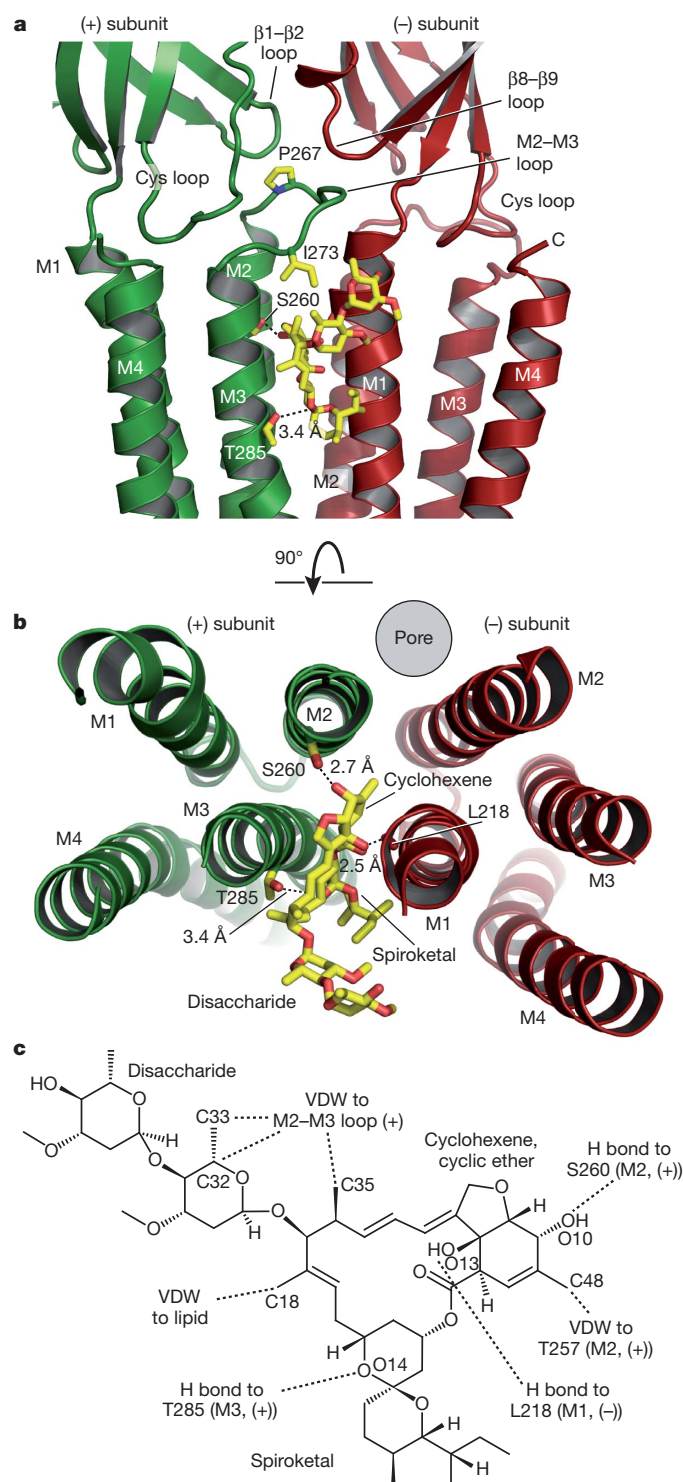 a
(+) subunit
(–) subunit
β1–β2
loop
β8–β9
loop
P267
M2–M3
loop
Cys loop
Cys loop
C
M1
M2
I273
S260
M4
M3
M1
M3
M4
3.4 Å
T285
M2
90°
b
(+) subunit
Pore
(–) subunit
M1
M2
M2
S260
2.7 Å
Cyclohexene
M3
L218
M4
2.5 Å
M3
T285
M1
3.4 Å
Spiroketal
Disaccharide
M4
c
Disaccharide
HO
O
O
H
O
C33
VDW to
M2–M3 loop (+)
C32
O
C35
Cyclohexene,
cyclic ether
H bond to
S260 (M2, (+))
O
H
O
H
O
O
H
OH
O10
HO
O13
O
C48
H
VDW to
lipid
C18
O
VDW to
T257 (M2, (+))
H
O14
O
H bond to
T285 (M3, (+))
H bond to
L218 (M1, (–))
O
H
H
Spiroketal